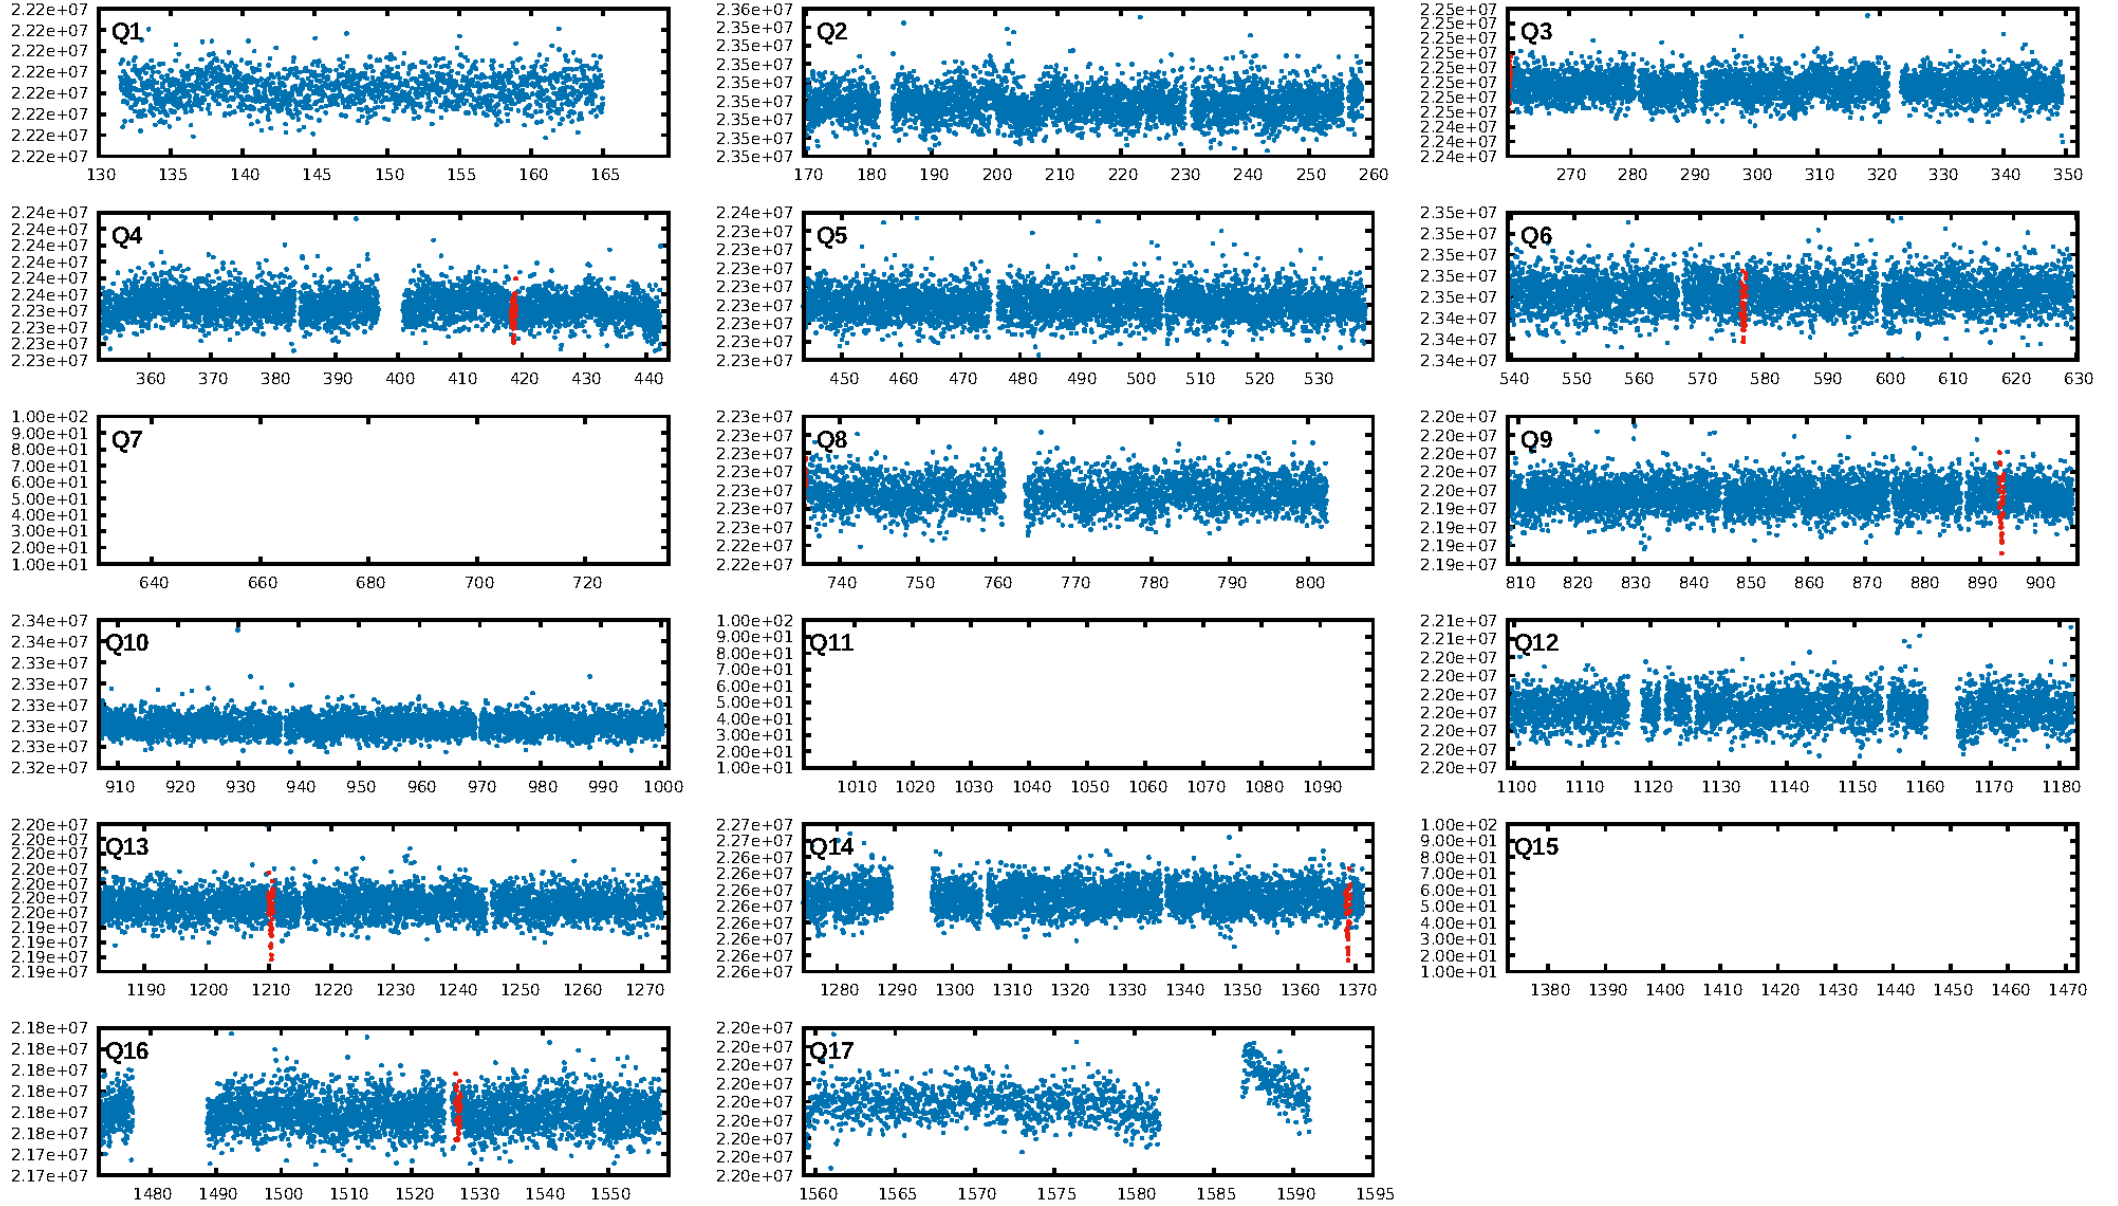 Q1
2.22e+07
2.22e+07
2.22e+07
2.22e+07
2.22e+07
2.22e+07
2.22e+07
2.22e+07
130 135 140 145 150 155 160 165
Q2
2.36e+07
2.35e+07
2.35e+07
2.35e+07
2.35e+07
2.35e+07
2.35e+07
2.35e+07
2.35e+07
170 180 190 200 210 220 230 240 250 260
Q3
2.25e+07
2.25e+07
2.25e+07
2.25e+07
2.25e+07
2.25e+07
2.25e+07
2.25e+07
2.24e+07
2.24e+07
2.24e+07
270 280 290 300 310 320 330 340 350
Q4
2.24e+07
2.24e+07
2.24e+07
2.24e+07
2.24e+07
2.24e+07
2.23e+07
2.23e+07
2.23e+07
2.23e+07
360 370 380 390 400 410 420 430 440
Q5
2.24e+07
2.23e+07
2.23e+07
2.23e+07
2.23e+07
2.23e+07
2.23e+07
2.23e+07
2.23e+07
450 460 470 480 490 500 510 520 530
Q6
2.35e+07
2.35e+07
2.35e+07
2.35e+07
2.35e+07
2.34e+07
2.34e+07
2.34e+07
540 550 560 570 580 590 600 610 620 630
Q7
1.00e+02
9.00e+01
8.00e+01
7.00e+01
6.00e+01
5.00e+01
4.00e+01
3.00e+01
2.00e+01
1.00e+01
640 660 680 700 720
Q8
2.23e+07
2.23e+07
2.23e+07
2.23e+07
2.23e+07
2.23e+07
2.23e+07
2.22e+07
2.22e+07
740 750 760 770 780 790 800
Q9
2.20e+07
2.20e+07
2.20e+07
2.20e+07
2.20e+07
2.19e+07
2.19e+07
2.19e+07
2.19e+07
810 820 830 840 850 860 870 880 890 900
Q10
2.34e+07
2.34e+07
2.33e+07
2.33e+07
2.33e+07
2.33e+07
2.33e+07
2.32e+07
910 920 930 940 950 960 970 980 990 1000
Q11
1.00e+02
9.00e+01
8.00e+01
7.00e+01
6.00e+01
5.00e+01
4.00e+01
3.00e+01
2.00e+01
1.00e+01
1010 1020 1030 1040 1050 1060 1070 1080 1090
Q12
2.21e+07
2.21e+07
2.20e+07
2.20e+07
2.20e+07
2.20e+07
2.20e+07
2.20e+07
2.20e+07
1100 1110 1120 1130 1140 1150 1160 1170 1180
Q13
2.20e+07
2.20e+07
2.20e+07
2.20e+07
2.20e+07
2.20e+07
2.20e+07
2.19e+07
2.19e+07
2.19e+07
2.19e+07
1190 1200 1210 1220 1230 1240 1250 1260 1270
Q14
2.27e+07
2.27e+07
2.26e+07
2.26e+07
2.26e+07
2.26e+07
2.26e+07
2.26e+07
2.26e+07
2.26e+07
1280 1290 1300 1310 1320 1330 1340 1350 1360 1370
Q15
1.00e+02
9.00e+01
8.00e+01
7.00e+01
6.00e+01
5.00e+01
4.00e+01
3.00e+01
2.00e+01
1.00e+01
1380 1390 1400 1410 1420 1430 1440 1450 1460 1470
Q16
2.18e+07
2.18e+07
2.18e+07
2.18e+07
2.18e+07
2.18e+07
2.17e+07
2.17e+07
1480 1490 1500 1510 1520 1530 1540 1550
Q17
2.20e+07
2.20e+07
2.20e+07
2.20e+07
2.20e+07
2.20e+07
2.20e+07
2.20e+07
2.20e+07
1560 1565 1570 1575 1580 1585 1590 1595